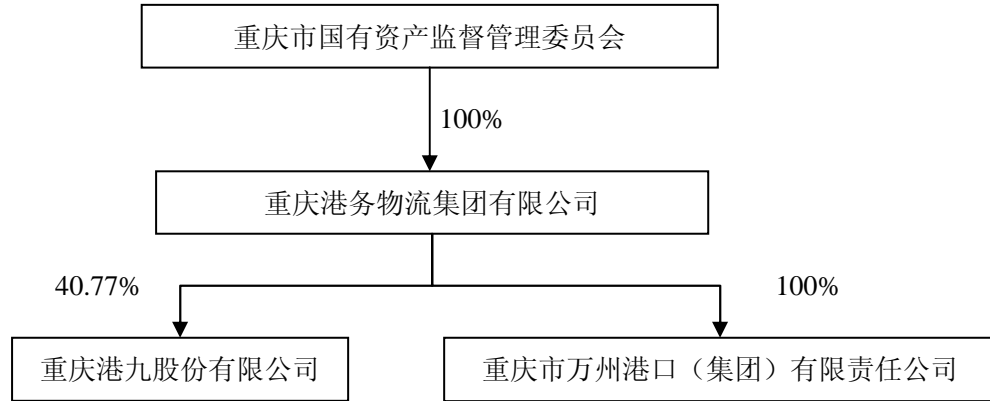 重庆市国有资产监督管理委员会
100%
重庆港务物流集团有限公司
40.77%
100%
重庆港九股份有限公司
重庆市万州港口（集团）有限责任公司